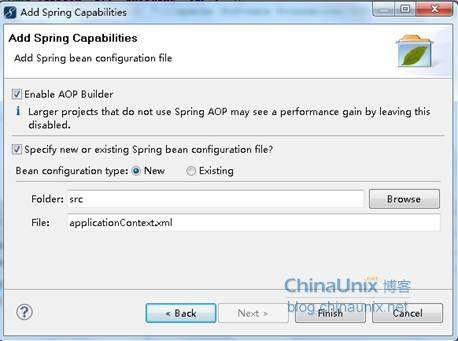 Add Spring Capabilities
Add Spring Capabilities
Add Spring bean configuration file
Enable AOP Builder
Larger projects that do not use Spring AOP may see a performance gain by leaving this
disabled.
Specify new or existing Spring bean configuration file?
Bean configuration type: New Existing
Folder: src Browse
File: applicationContext.xml
ChinaUnix.net 博客
blog.chinaunix.net
< Back Next > Finish Cancel